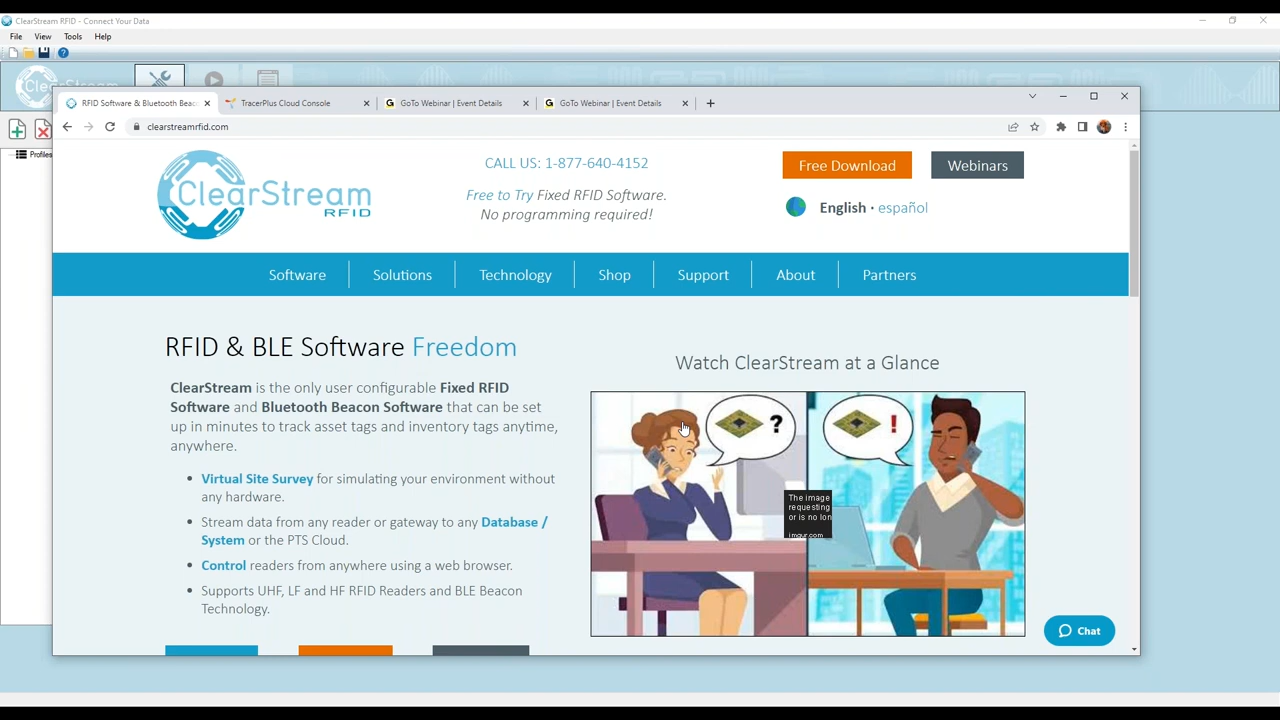 ClearStream RFID - Connect Your Data
File View Tools Help
Profiles
RFID Software & Bluetooth Beac
TracerPlus Cloud Console
GoTo Webinar | Event Details
GoTo Webinar | Event Details
clearstreamrfid.com
ClearStream
RFID
CALL US: 1-877-640-4152
Free to Try Fixed RFID Software.
No programming required!
Free Download
Webinars
English · español
Software Solutions Technology Shop Support About Partners
RFID & BLE Software Freedom
ClearStream is the only user configurable Fixed RFID
Software and Bluetooth Beacon Software that can be set
up in minutes to track asset tags and inventory tags anytime,
anywhere.
• Virtual Site Survey for simulating your environment without
any hardware.
• Stream data from any reader or gateway to any Database /
System or the PTS Cloud.
• Control readers from anywhere using a web browser.
• Supports UHF, LF and HF RFID Readers and BLE Beacon
Technology.
Watch ClearStream at a Glance
? !
The image
requesting
or is no lon
imgur.com
Chat